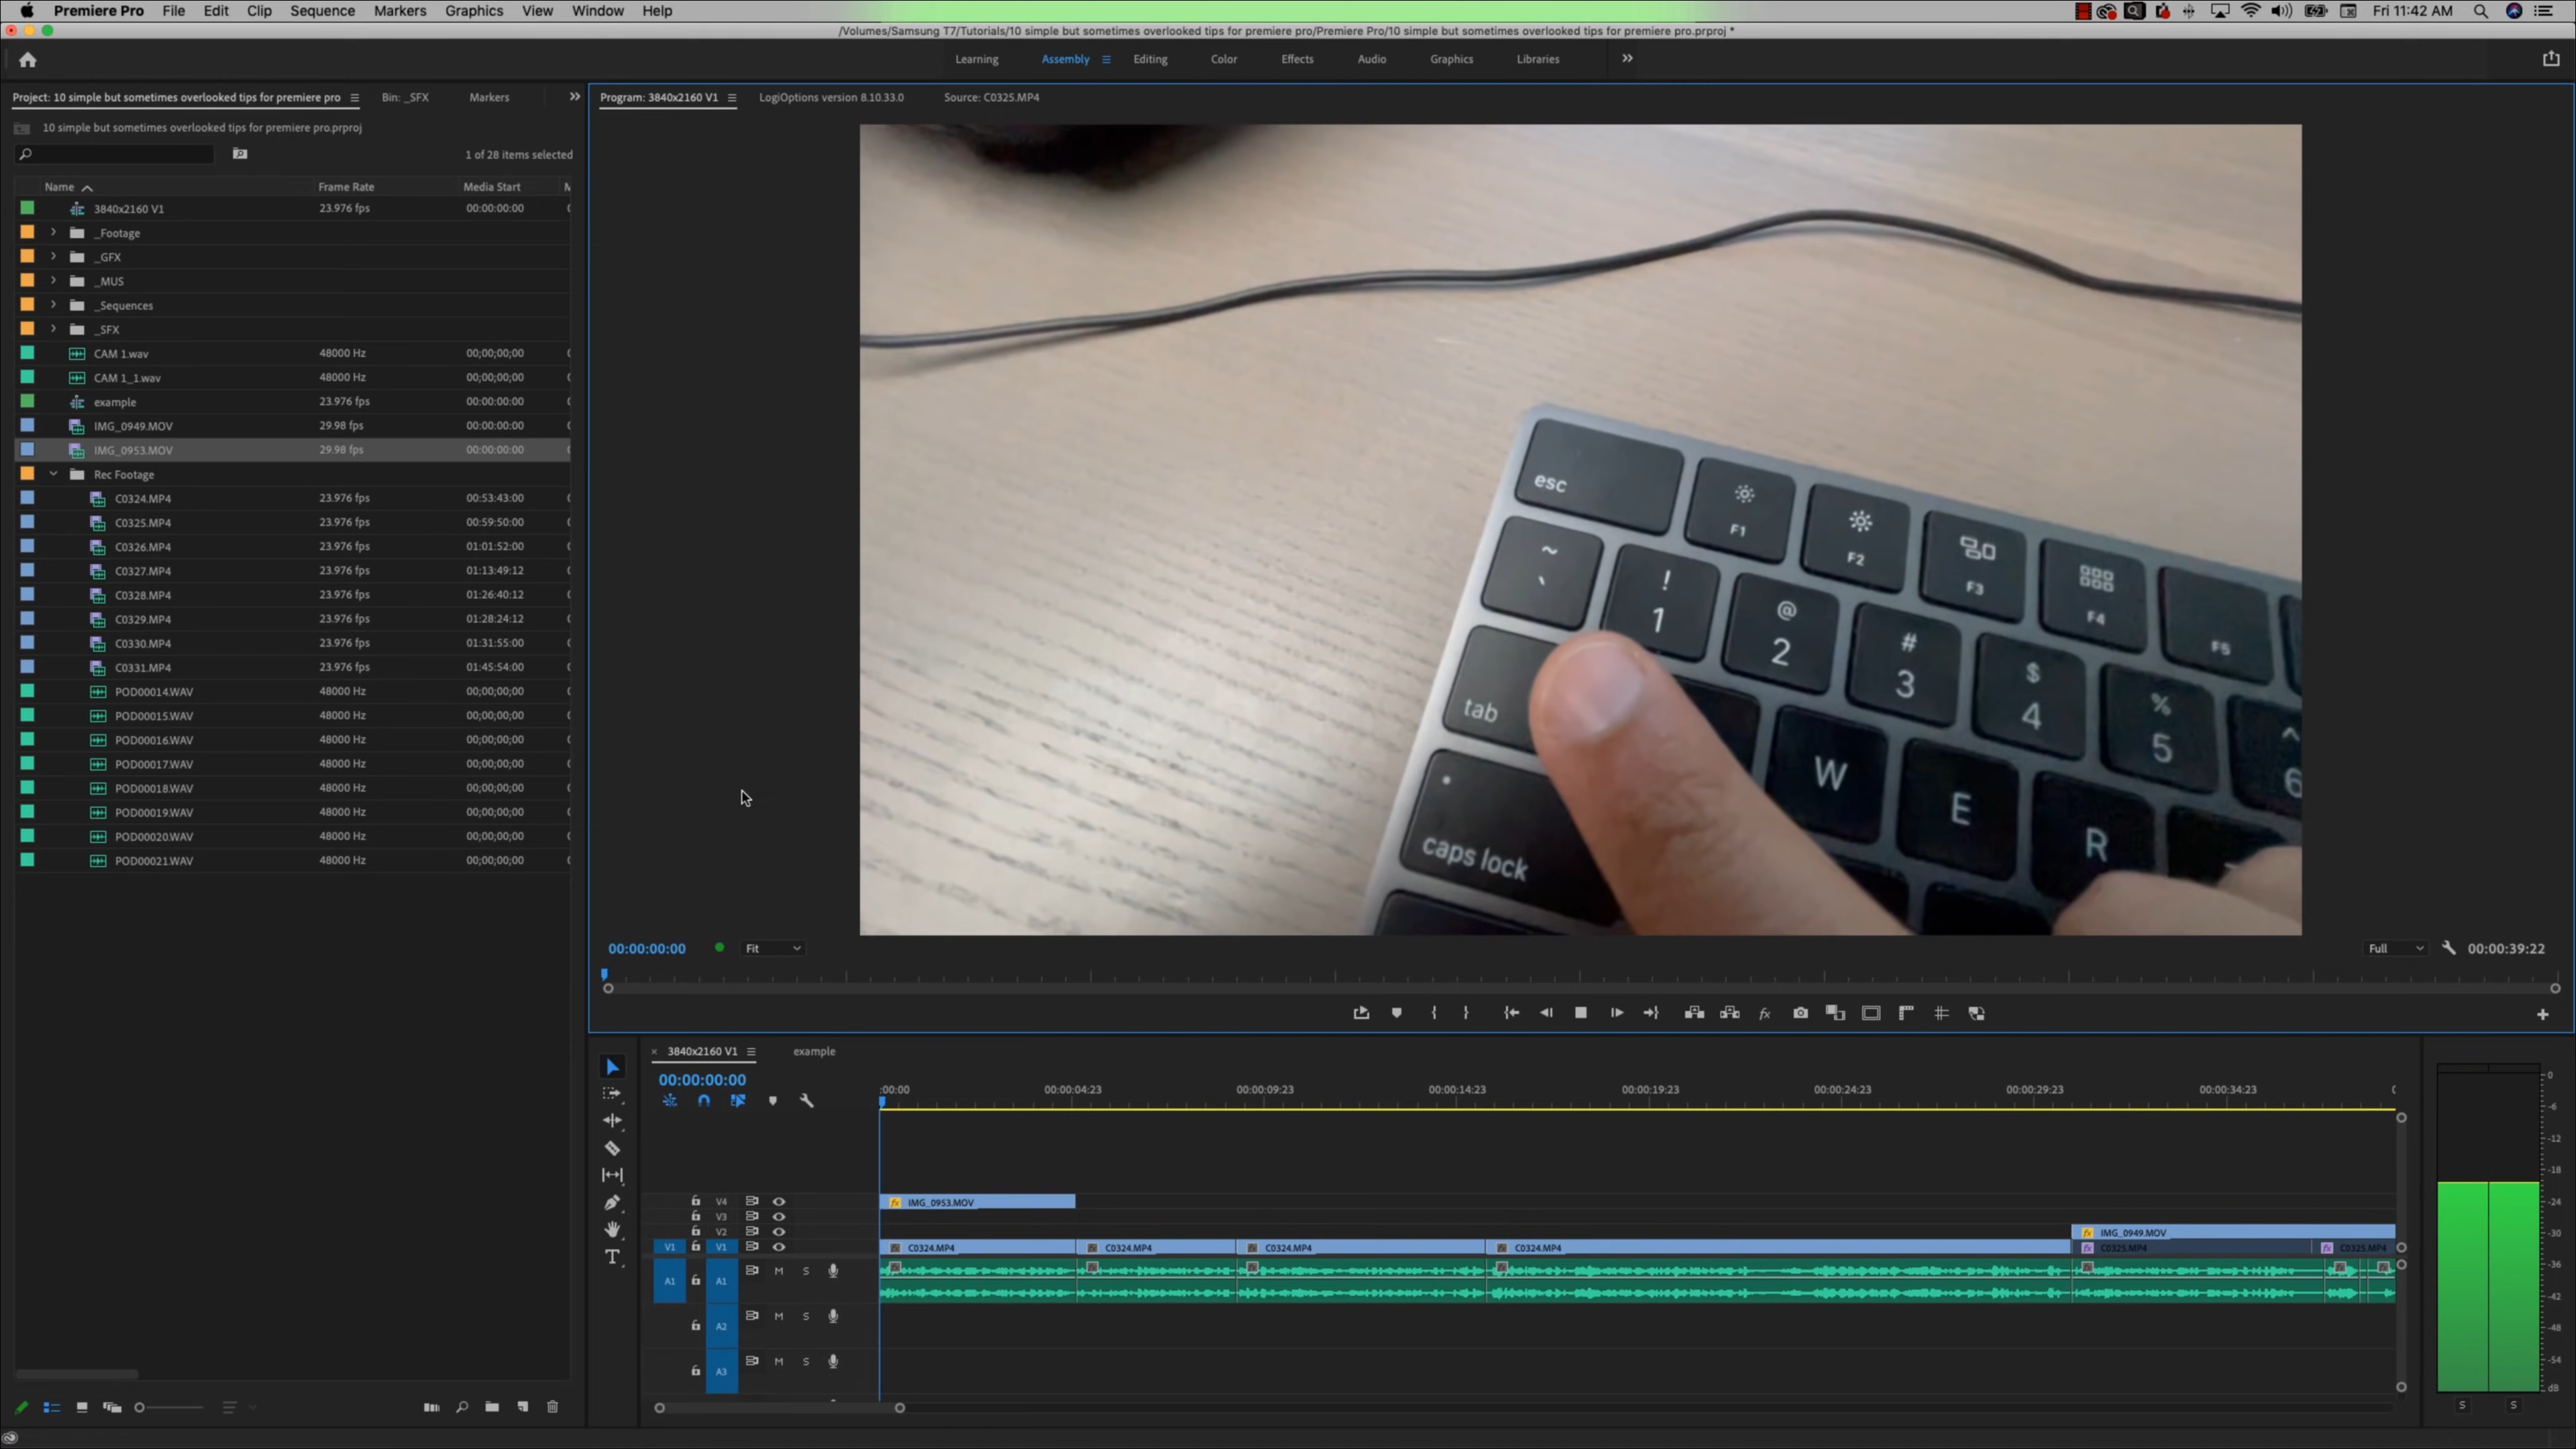 Premiere Pro File Edit Clip Sequence Markers Graphics View Window Help Fri 11:42 AM
/Volumes/Samsung T7/Tutorials/10 simple but sometimes overlooked tips for premiere pro/Premiere Pro/10 simple but sometimes overlooked tips for premiere pro.prproj *
Learning Assembly Editing Color Effects Audio Graphics Libraries
Project: 10 simple but sometimes overlooked tips for premiere pro Bin: _SFX Markers
Program: 3840x2160 V1 LogiOptions version 8.10.33.0 Source: C0325.MP4
10 simple but sometimes overlooked tips for premiere pro.prproj
1 of 28 items selected
Name Frame Rate Media Start
3840x2160 V1 23.976 fps 00:00:00:00
_Footage
_GFX
_MUS
_Sequences
_SFX
CAM 1.wav 48000 Hz 00;00;00;00
CAM 1_1.wav 48000 Hz 00;00;00;00
example 23.976 fps 00:00:00:00
IMG_0949.MOV 29.98 fps 00:00:00:00
IMG_0953.MOV 29.98 fps 00:00:00:00
Rec Footage
C0324.MP4 23.976 fps 00:53:43:00
C0325.MP4 23.976 fps 00:59:50:00
C0326.MP4 23.976 fps 01:01:52:00
C0327.MP4 23.976 fps 01:13:49:12
C0328.MP4 23.976 fps 01:26:40:12
C0329.MP4 23.976 fps 01:28:24:12
C0330.MP4 23.976 fps 01:31:55:00
C0331.MP4 23.976 fps 01:45:54:00
POD00014.WAV 48000 Hz 00;00;00;00
POD00015.WAV 48000 Hz 00;00;00;00
POD00016.WAV 48000 Hz 00;00;00;00
POD00017.WAV 48000 Hz 00;00;00;00
POD00018.WAV 48000 Hz 00;00;00;00
POD00019.WAV 48000 Hz 00;00;00;00
POD00020.WAV 48000 Hz 00;00;00;00
POD00021.WAV 48000 Hz 00;00;00;00
esc F1 F2 F3 F4 F5
~ ` ! 1 @ 2 # 3 $ 4 % 5 ^ 6
tab W E R
caps lock
00:00:00:00 Fit Full 00:00:39:22
3840x2160 V1 example
00:00:00:00
:00:00 00:00:04:23 00:00:09:23 00:00:14:23 00:00:19:23 00:00:24:23 00:00:29:23 00:00:34:23
V4 IMG_0953.MOV
V3
V2 IMG_0949.MOV
V1 V1 C0324.MP4 C0324.MP4 C0324.MP4 C0324.MP4 C0325.MP4 C0325.MP4
A1 A1 M S
A2 M S
A3 M S
0
-6
-12
-18
-24
-30
-36
-42
-48
-54
dB
S S